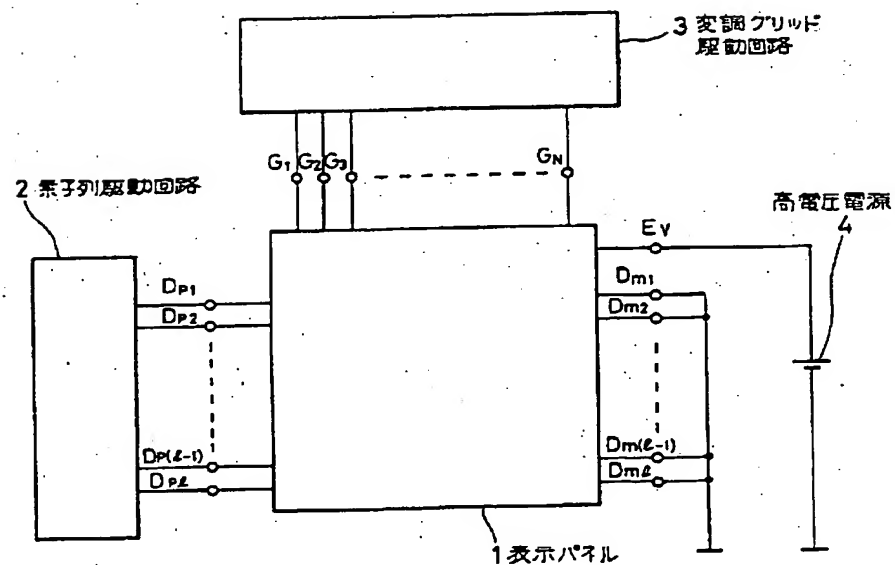 3 変調グリッド
駆動回路
G1 G2 G3 GN
2 素子列駆動回路
高電圧電源
4
EV
Dp1
Dp2
Dm1
Dm2
Dp(ℓ-1)
Dpℓ
Dm(ℓ-1)
Dmℓ
1 表示パネル